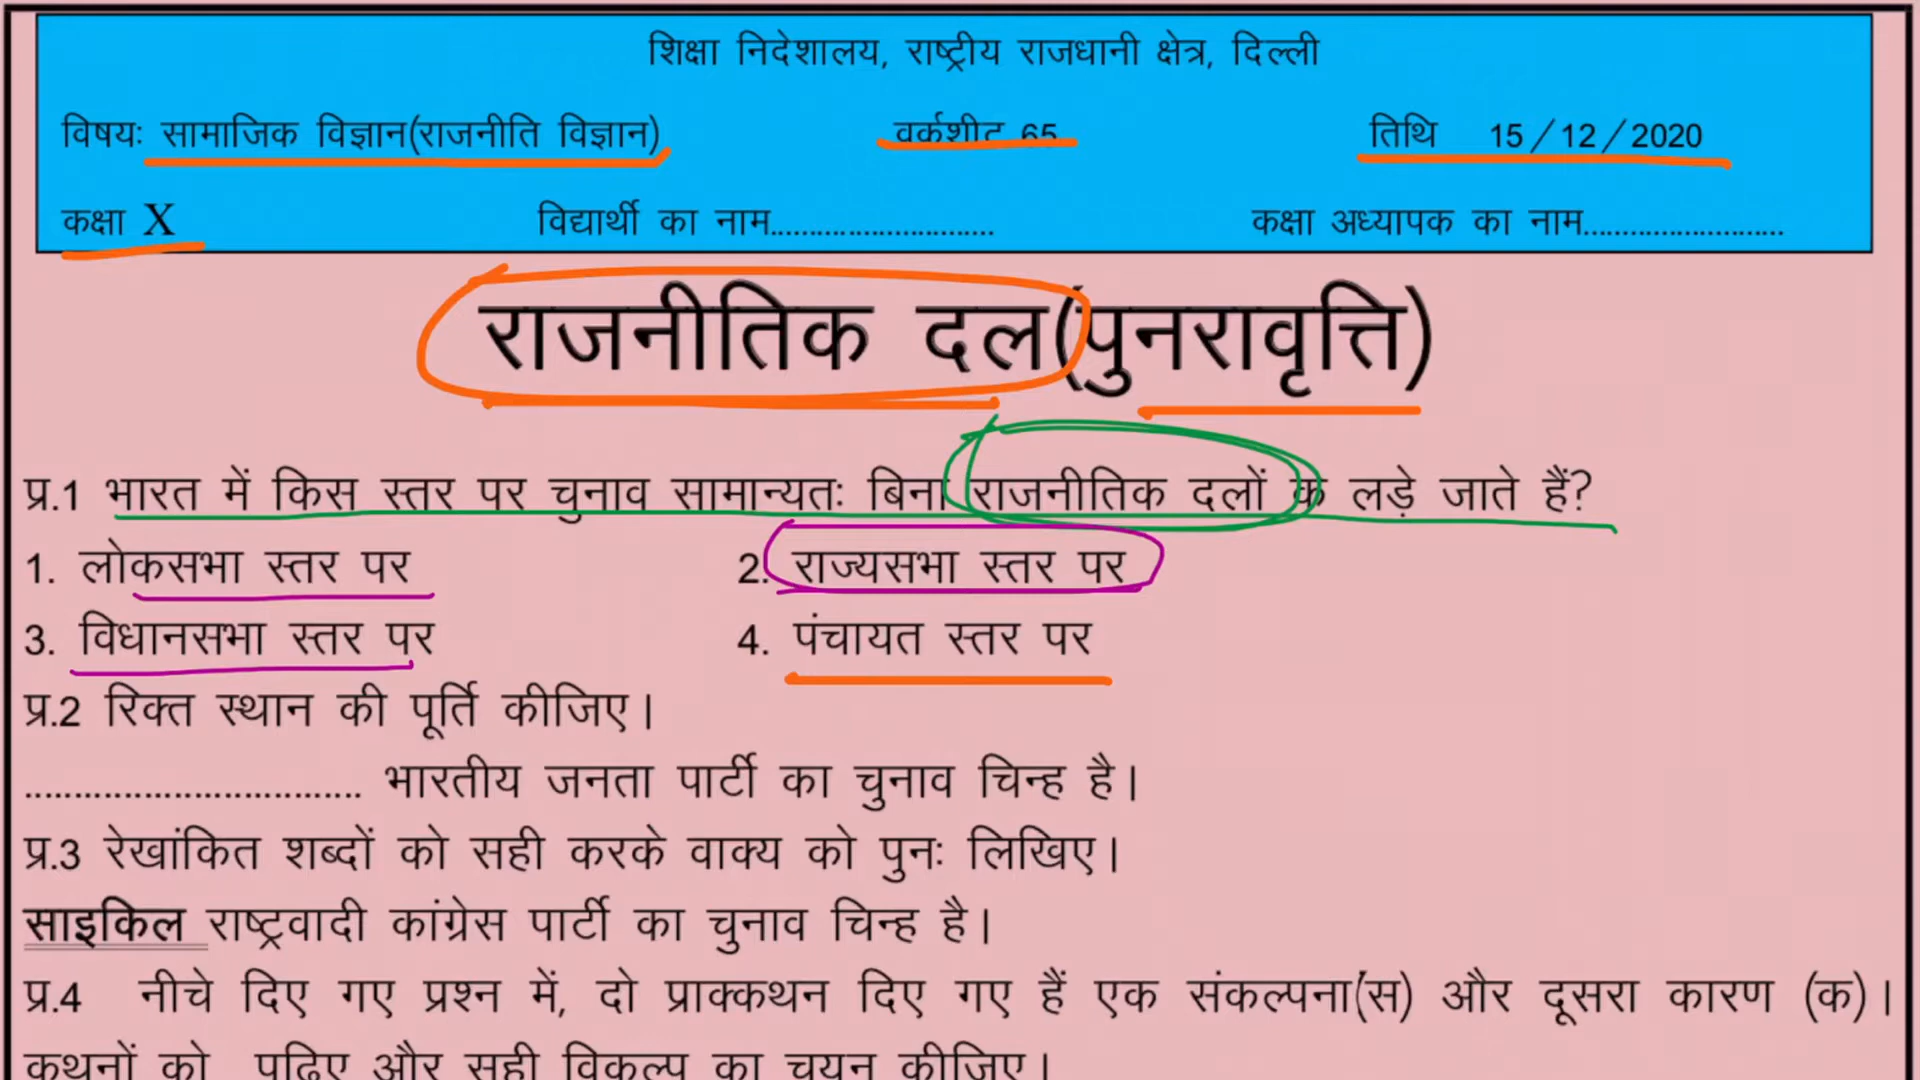 शिक्षा निदेशालय, राष्ट्रीय राजधानी क्षेत्र, दिल्ली
विषयः सामाजिक विज्ञान(राजनीति विज्ञान) वर्कशीट 65 तिथि 15/12/2020
कक्षा X विद्यार्थी का नाम........................... कक्षा अध्यापक का नाम........................
राजनीतिक दल(पुनरावृत्ति)
प्र.1 भारत में किस स्तर पर चुनाव सामान्यतः बिना राजनीतिक दलों के लड़े जाते हैं?
1. लोकसभा स्तर पर 2. राज्यसभा स्तर पर
3. विधानसभा स्तर पर 4. पंचायत स्तर पर
प्र.2 रिक्त स्थान की पूर्ति कीजिए।
.................................. भारतीय जनता पार्टी का चुनाव चिन्ह है।
प्र.3 रेखांकित शब्दों को सही करके वाक्य को पुनः लिखिए।
साइकिल राष्ट्रवादी कांग्रेस पार्टी का चुनाव चिन्ह है।
प्र.4 नीचे दिए गए प्रश्न में, दो प्राक्कथन दिए गए हैं एक संकल्पना(स) और दूसरा कारण (क)।
कथनों को पढ़िए और सही विकल्प का चयन कीजिए।